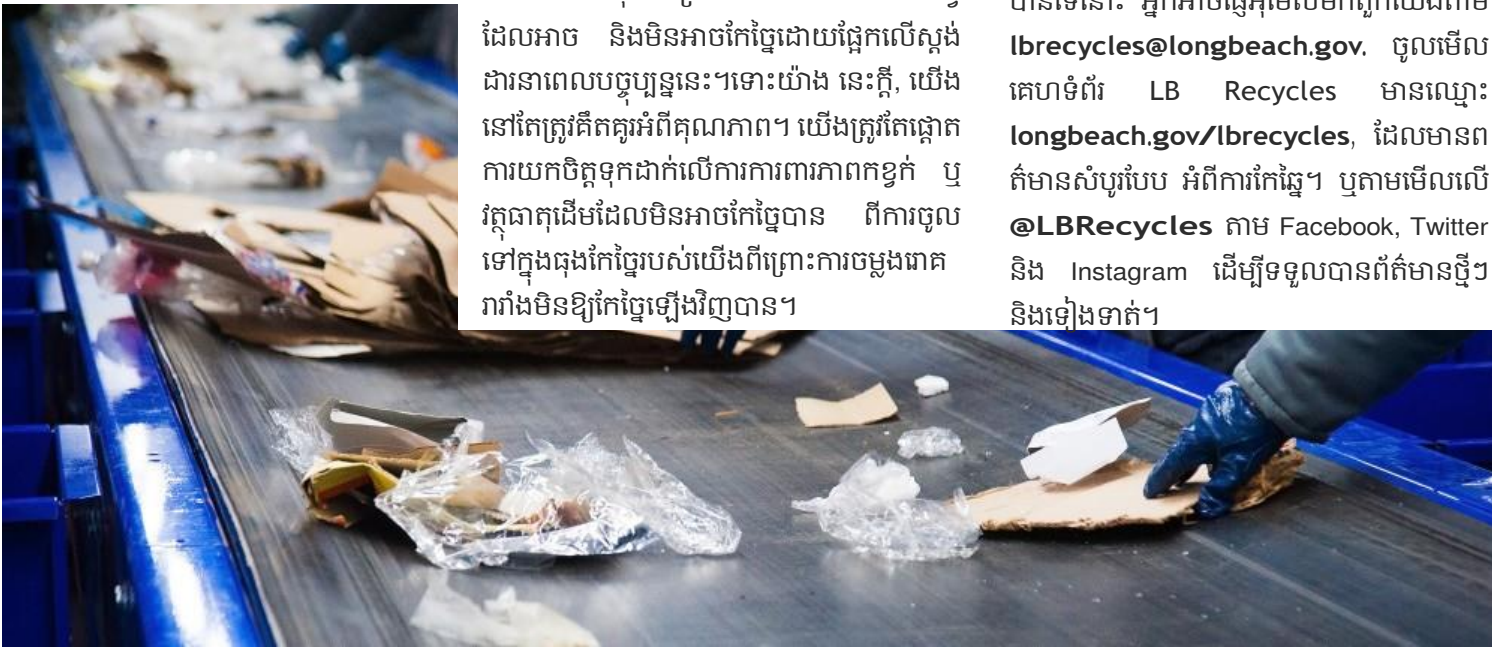 ដែលអាច និងមិនអាចកែច្នៃដោយផ្អែកលើស្តង់
ដារនាពេលបច្ចុប្បន្ននេះ។ទោះយ៉ាង នេះក្តី, យើង
នៅតែត្រូវគឹតគូរអំពីគុណភាព។ យើងត្រូវតែផ្តោត
ការយកចិត្តទុកដាក់លើការការពារភាពកខ្វក់ ឬ
វត្ថុធាតុដើមដែលមិនអាចកែច្នៃបាន ពីការចូល
ទៅក្នុងធុងកែច្នៃរបស់យើងពីព្រោះការចម្លងរោគ
រារាំងមិនឱ្យកែច្នៃឡើងវិញបាន។
lbrecycles@longbeach.gov. ចូលមើល
គេហទំព័រ LB Recycles មានឈ្មោះ
longbeach.gov/lbrecycles, ដែលមានព
ត៌មានសំបូរបែប អំពីការកែឆ្នៃ។ ឬតាមមើលលើ
@LBRecycles តាម Facebook, Twitter
និង Instagram ដើម្បីទទួលបានព័ត៌មានថ្មីៗ
និងទៀងទាត់។